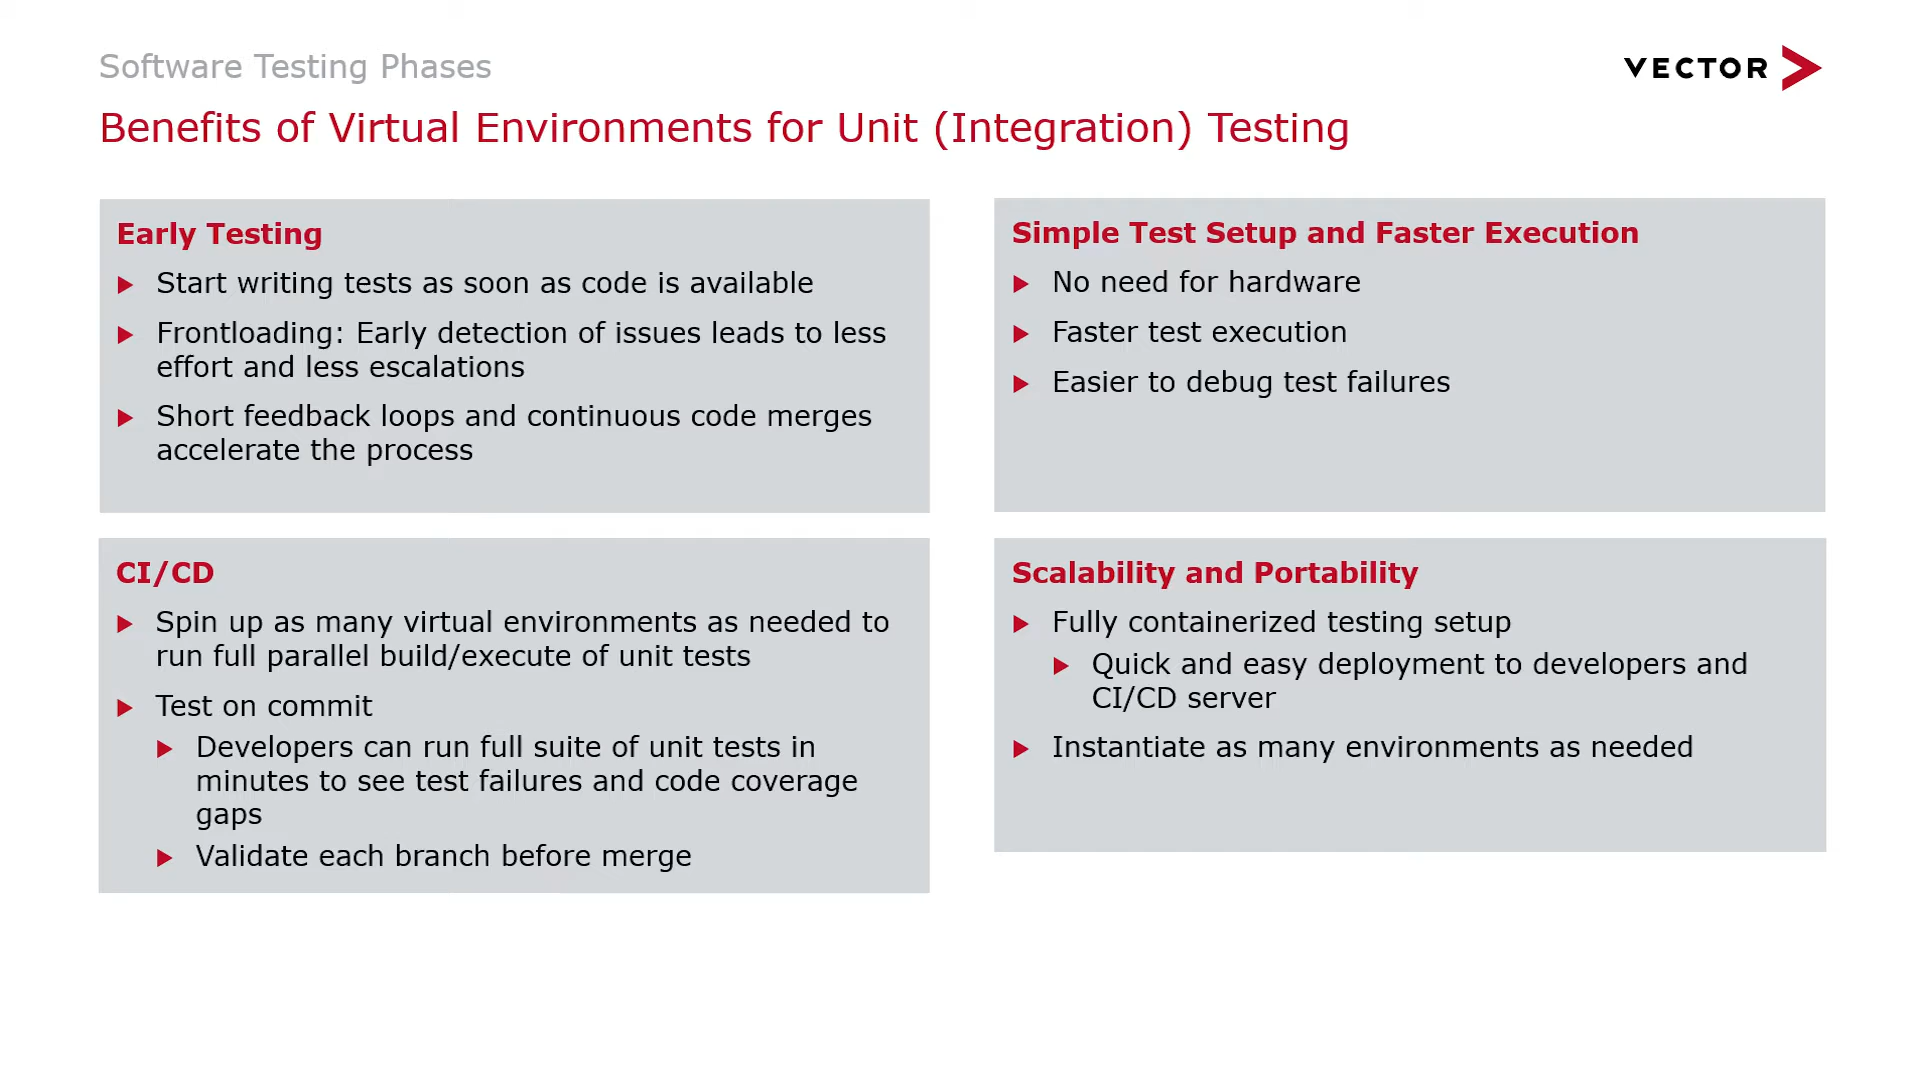 Software Testing Phases
VECTOR
Benefits of Virtual Environments for Unit (Integration) Testing
Early Testing
Start writing tests as soon as code is available
Frontloading: Early detection of issues leads to less
effort and less escalations
Short feedback loops and continuous code merges
accelerate the process
Simple Test Setup and Faster Execution
No need for hardware
Faster test execution
Easier to debug test failures
CI/CD
Spin up as many virtual environments as needed to
run full parallel build/execute of unit tests
Test on commit
Developers can run full suite of unit tests in
minutes to see test failures and code coverage
gaps
Validate each branch before merge
Scalability and Portability
Fully containerized testing setup
Quick and easy deployment to developers and
CI/CD server
Instantiate as many environments as needed